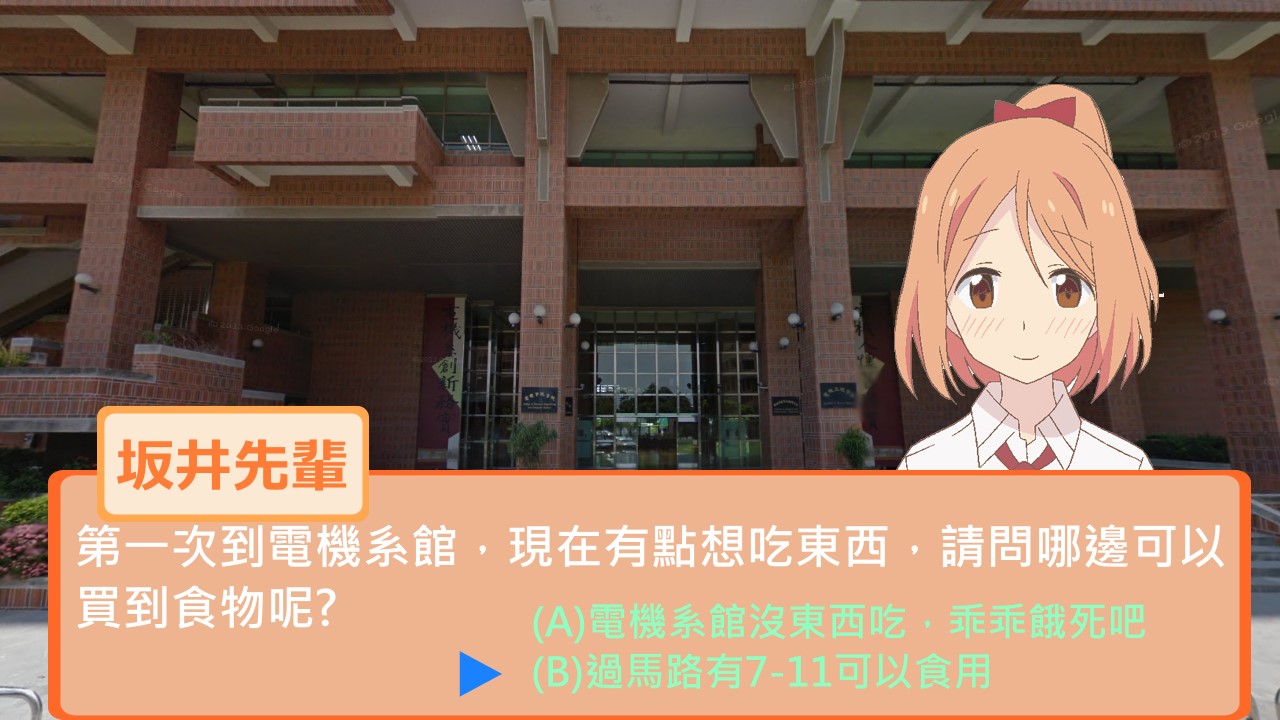 坂井先輩
第一次到電機系館，現在有點想吃東西，請問哪邊可以
買到食物呢?
(A)電機系館沒東西吃，乖乖餓死吧
(B)過馬路有7-11可以食用